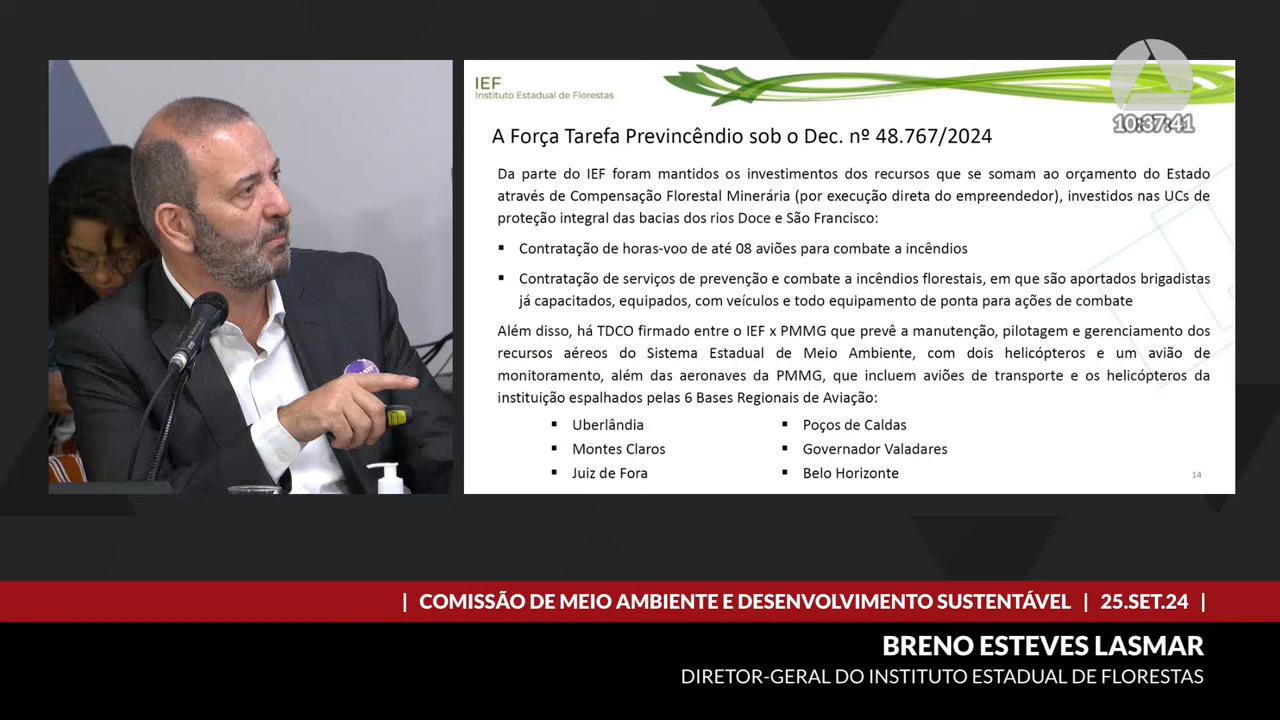 IEF
Instituto Estadual de Florestas
10:37:41
A Força Tarefa Previncêndio sob o Dec. nº 48.767/2024
Da parte do IEF foram mantidos os investimentos dos recursos que se somam ao orçamento do Estado
através de Compensação Florestal Minerária (por execução direta do empreendedor), investidos nas UCs de
proteção integral das bacias dos rios Doce e São Francisco:
▪ Contratação de horas-voo de até 08 aviões para combate a incêndios
▪ Contratação de serviços de prevenção e combate a incêndios florestais, em que são aportados brigadistas
já capacitados, equipados, com veículos e todo equipamento de ponta para ações de combate
Além disso, há TDCO firmado entre o IEF x PMMG que prevê a manutenção, pilotagem e gerenciamento dos
recursos aéreos do Sistema Estadual de Meio Ambiente, com dois helicópteros e um avião de
monitoramento, além das aeronaves da PMMG, que incluem aviões de transporte e os helicópteros da
instituição espalhados pelas 6 Bases Regionais de Aviação:
▪ Uberlândia
▪ Montes Claros
▪ Juiz de Fora
▪ Poços de Caldas
▪ Governador Valadares
▪ Belo Horizonte
14
| COMISSÃO DE MEIO AMBIENTE E DESENVOLVIMENTO SUSTENTÁVEL | 25.SET.24 |
BRENO ESTEVES LASMAR
DIRETOR-GERAL DO INSTITUTO ESTADUAL DE FLORESTAS